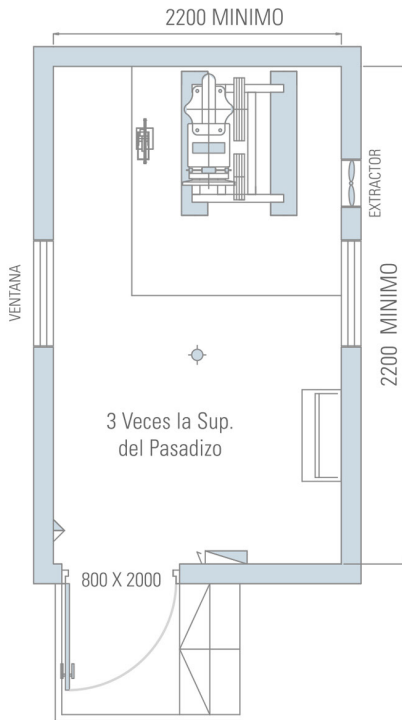 2200 MINIMO
EXTRACTOR
VENTANA
2200 MINIMO
3 Veces la Sup.
del Pasadizo
800 X 2000